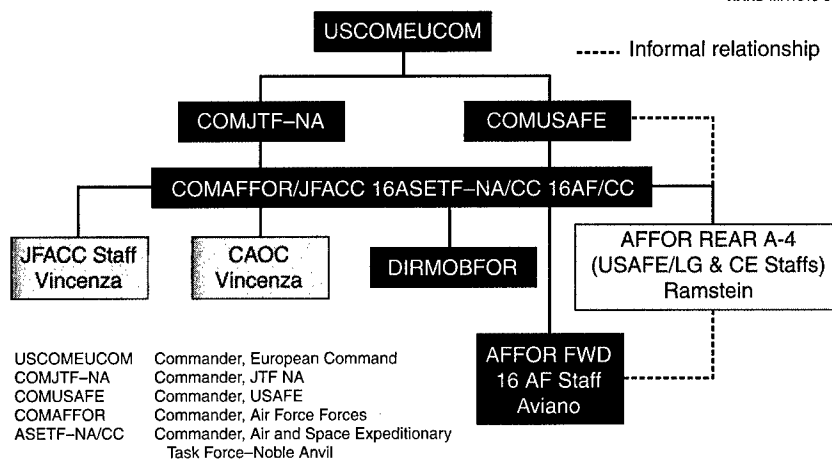 USCOMEUCOM
Informal relationship
COMJTF–NA
COMUSAFE
COMAFFOR/JFACC 16ASETF–NA/CC 16AF/CC
JFACC Staff
Vincenza
CAOC
Vincenza
DIRMOBFOR
AFFOR REAR A-4
(USAFE/LG & CE Staffs)
Ramstein
AFFOR FWD
16 AF Staff
Aviano
USCOMEUCOM Commander, European Command
COMJTF–NA Commander, JTF NA
COMUSAFE Commander, USAFE
COMAFFOR Commander, Air Force Forces
ASETF–NA/CC Commander, Air and Space Expeditionary
Task Force–Noble Anvil